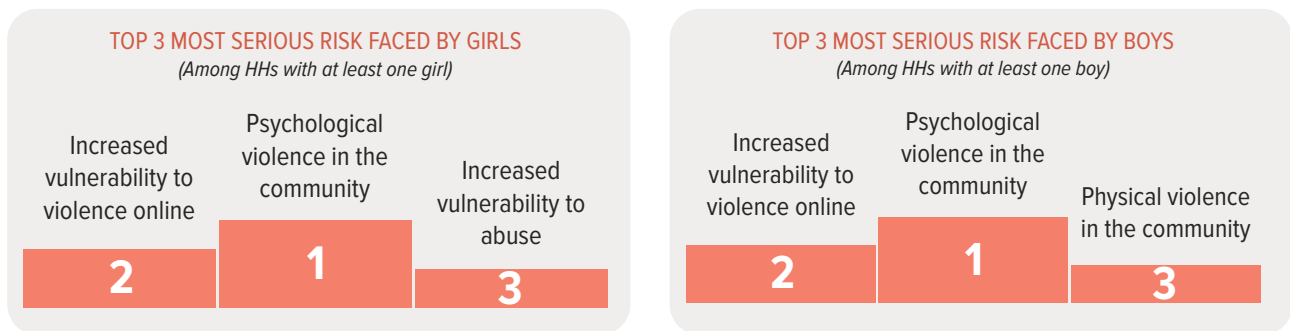 TOP 3 MOST SERIOUS RISK FACED BY GIRLS
(Among HHs with at least one girl)
Increased
vulnerability to
violence online
2
Psychological
violence in the
community
1
Increased
vulnerability to
abuse
3
TOP 3 MOST SERIOUS RISK FACED BY BOYS
(Among HHs with at least one boy)
Increased
vulnerability to
violence online
2
Psychological
violence in the
community
1
Physical violence
in the community
3